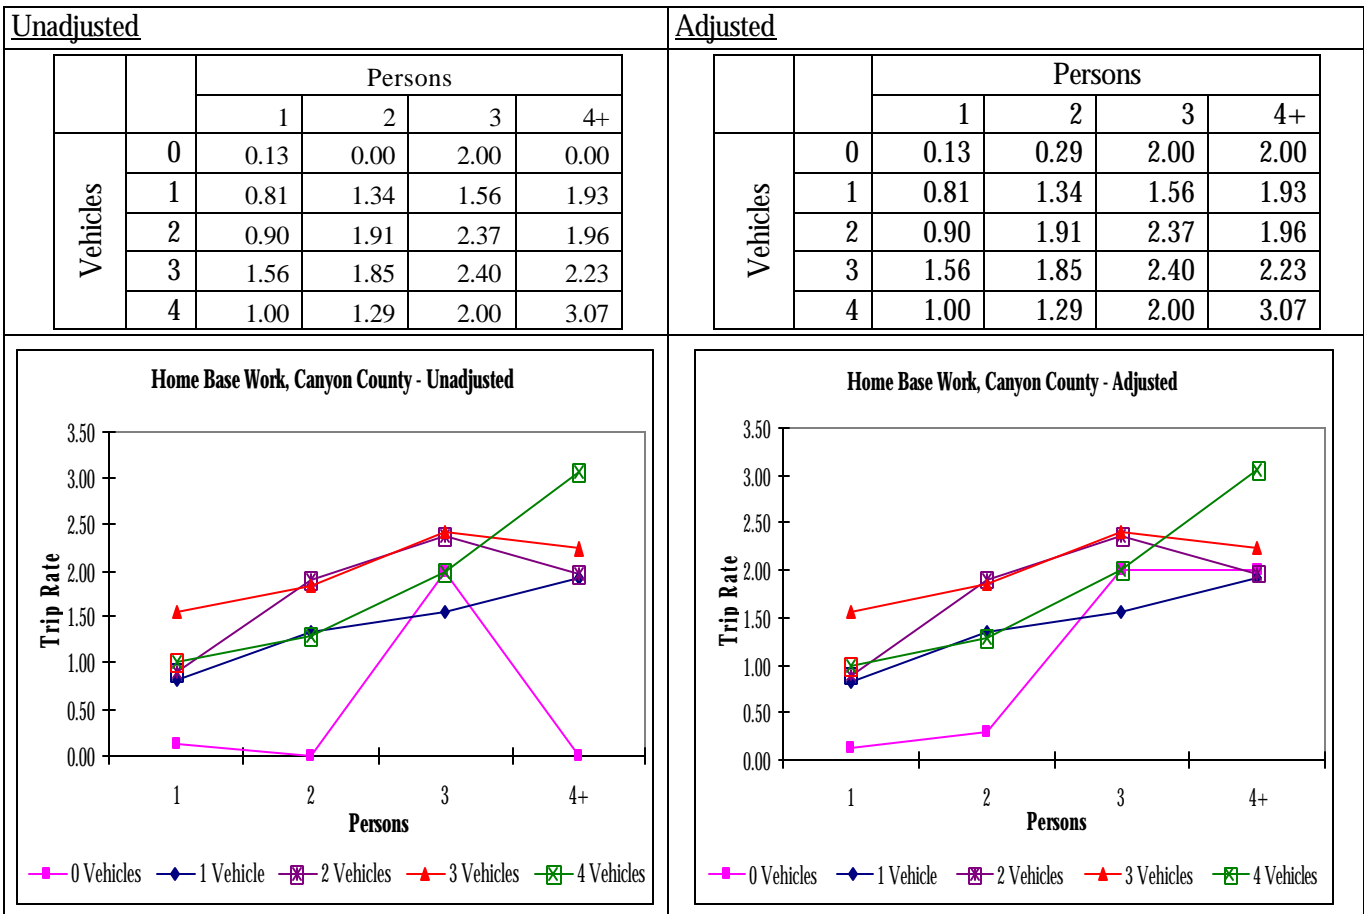 Unadjusted
Persons
1 2 3 4+
Vehicles
0 0.13 0.00 2.00 0.00
1 0.81 1.34 1.56 1.93
2 0.90 1.91 2.37 1.96
3 1.56 1.85 2.40 2.23
4 1.00 1.29 2.00 3.07
Adjusted
Persons
1 2 3 4+
Vehicles
0 0.13 0.29 2.00 2.00
1 0.81 1.34 1.56 1.93
2 0.90 1.91 2.37 1.96
3 1.56 1.85 2.40 2.23
4 1.00 1.29 2.00 3.07
Home Base Work, Canyon County - Unadjusted
Trip Rate
3.50
3.00
2.50
2.00
1.50
1.00
0.50
0.00
1 2 3 4+
Persons
0 Vehicles 1 Vehicle 2 Vehicles 3 Vehicles 4 Vehicles
Home Base Work, Canyon County - Adjusted
Trip Rate
3.50
3.00
2.50
2.00
1.50
1.00
0.50
0.00
1 2 3 4+
Persons
0 Vehicles 1 Vehicle 2 Vehicles 3 Vehicles 4 Vehicles